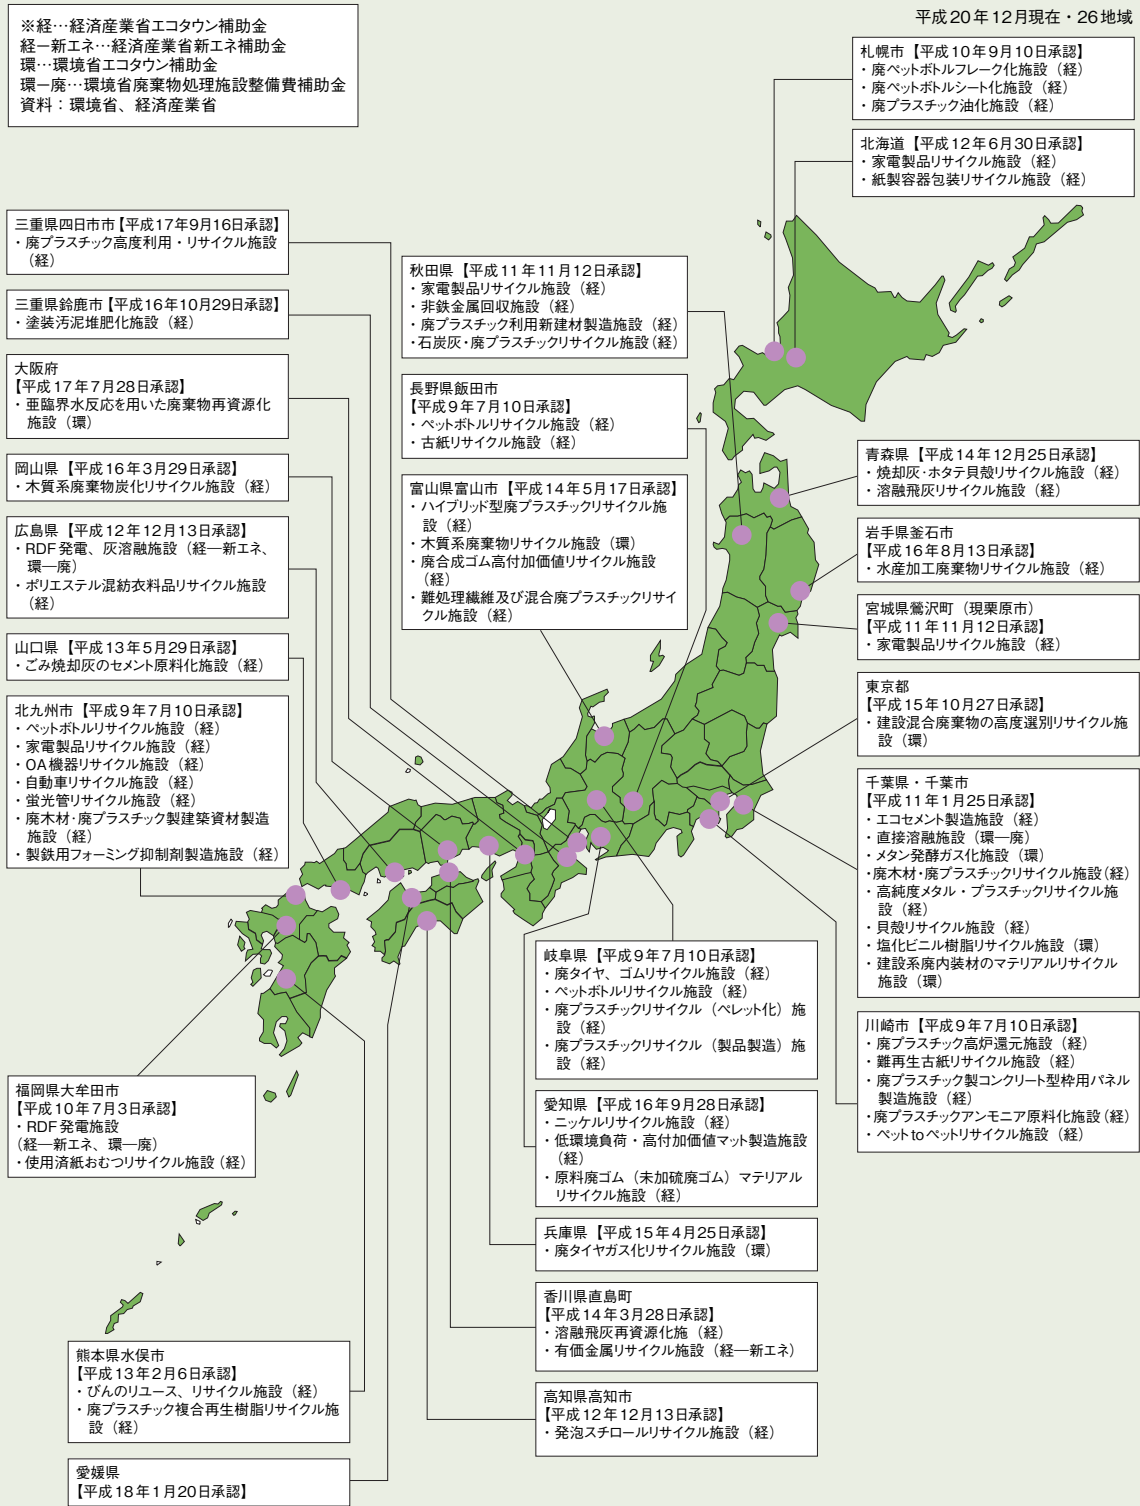 ※経…経済産業省エコタウン補助金
経ー新エネ…経済産業省新エネ補助金
環…環境省エコタウン補助金
環ー廃…環境省廃棄物処理施設整備費補助金
資料：環境省、経済産業省
平成20年12月現在・26地域
札幌市【平成10年9月10日承認】
・廃ペットボトルフレーク化施設（経）
・廃ペットボトルシート化施設（経）
・廃プラスチック油化施設（経）
北海道【平成12年6月30日承認】
・家電製品リサイクル施設（経）
・紙製容器包装リサイクル施設（経）
三重県四日市市【平成17年9月16日承認】
・廃プラスチック高度利用・リサイクル施設
（経）
三重県鈴鹿市【平成16年10月29日承認】
・塗装汚泥堆肥化施設（経）
大阪府
【平成17年7月28日承認】
・亜臨界水反応を用いた廃棄物再資源化
施設（環）
岡山県【平成16年3月29日承認】
・木質系廃棄物炭化リサイクル施設（経）
広島県【平成12年12月13日承認】
・RDF発電、灰溶融施設（経―新エネ、
環―廃）
・ポリエステル混紡衣料品リサイクル施設
（経）
山口県【平成13年5月29日承認】
・ごみ焼却灰のセメント原料化施設（経）
北九州市【平成9年7月10日承認】
・ペットボトルリサイクル施設（経）
・家電製品リサイクル施設（経）
・OA機器リサイクル施設（経）
・自動車リサイクル施設（経）
・蛍光管リサイクル施設（経）
・廃木材・廃プラスチック製建築資材製造
施設（経）
・製鉄用フォーミング抑制剤製造施設（経）
秋田県【平成11年11月12日承認】
・家電製品リサイクル施設（経）
・非鉄金属回収施設（経）
・廃プラスチック利用新建材製造施設（経）
・石炭灰・廃プラスチックリサイクル施設（経）
長野県飯田市
【平成9年7月10日承認】
・ペットボトルリサイクル施設（経）
・古紙リサイクル施設（経）
富山県富山市【平成14年5月17日承認】
・ハイブリッド型廃プラスチックリサイクル施
設（経）
・木質系廃棄物リサイクル施設（環）
・廃合成ゴム高付加価値リサイクル施設
（経）
・難処理繊維及び混合廃プラスチックリサイ
クル施設（経）
青森県【平成14年12月25日承認】
・焼却灰・ホタテ貝殻リサイクル施設（経）
・溶融飛灰リサイクル施設（経）
岩手県釜石市
【平成16年8月13日承認】
・水産加工廃棄物リサイクル施設（経）
宮城県鶯沢町（現栗原市）
【平成11年11月12日承認】
・家電製品リサイクル施設（経）
東京都
【平成15年10月27日承認】
・建設混合廃棄物の高度選別リサイクル施
設（環）
千葉県・千葉市
【平成11年1月25日承認】
・エコセメント製造施設（経）
・直接溶融施設（環―廃）
・メタン発酵ガス化施設（環）
・廃木材・廃プラスチックリサイクル施設（経）
・高純度メタル・プラスチックリサイクル施
設（経）
・貝殻リサイクル施設（経）
・塩化ビニル樹脂リサイクル施設（環）
・建設系廃内装材のマテリアルリサイクル
施設（環）
川崎市【平成9年7月10日承認】
・廃プラスチック高炉還元施設（経）
・難再生古紙リサイクル施設（経）
・廃プラスチック製コンクリート型枠用パネル
製造施設（経）
・廃プラスチックアンモニア原料化施設（経）
・ペットtoペットリサイクル施設（経）
岐阜県【平成9年7月10日承認】
・廃タイヤ、ゴムリサイクル施設（経）
・ペットボトルリサイクル施設（経）
・廃プラスチックリサイクル（ペレット化）施
設（経）
・廃プラスチックリサイクル（製品製造）施
設（経）
愛知県【平成16年9月28日承認】
・ニッケルリサイクル施設（経）
・低環境負荷・高付加価値マット製造施設
（経）
・原料廃ゴム（未加硫廃ゴム）マテリアル
リサイクル施設（経）
兵庫県【平成15年4月25日承認】
・廃タイヤガス化リサイクル施設（環）
香川県直島町
【平成14年3月28日承認】
・溶融飛灰再資源化施（経）
・有価金属リサイクル施設（経―新エネ）
高知県高知市
【平成12年12月13日承認】
・発泡スチロールリサイクル施設（経）
福岡県大牟田市
【平成10年7月3日承認】
・RDF発電施設
（経―新エネ、環―廃）
・使用済紙おむつリサイクル施設（経）
熊本県水俣市
【平成13年2月6日承認】
・びんのリユース、リサイクル施設（経）
・廃プラスチック複合再生樹脂リサイクル施
設（経）
愛媛県
【平成18年1月20日承認】